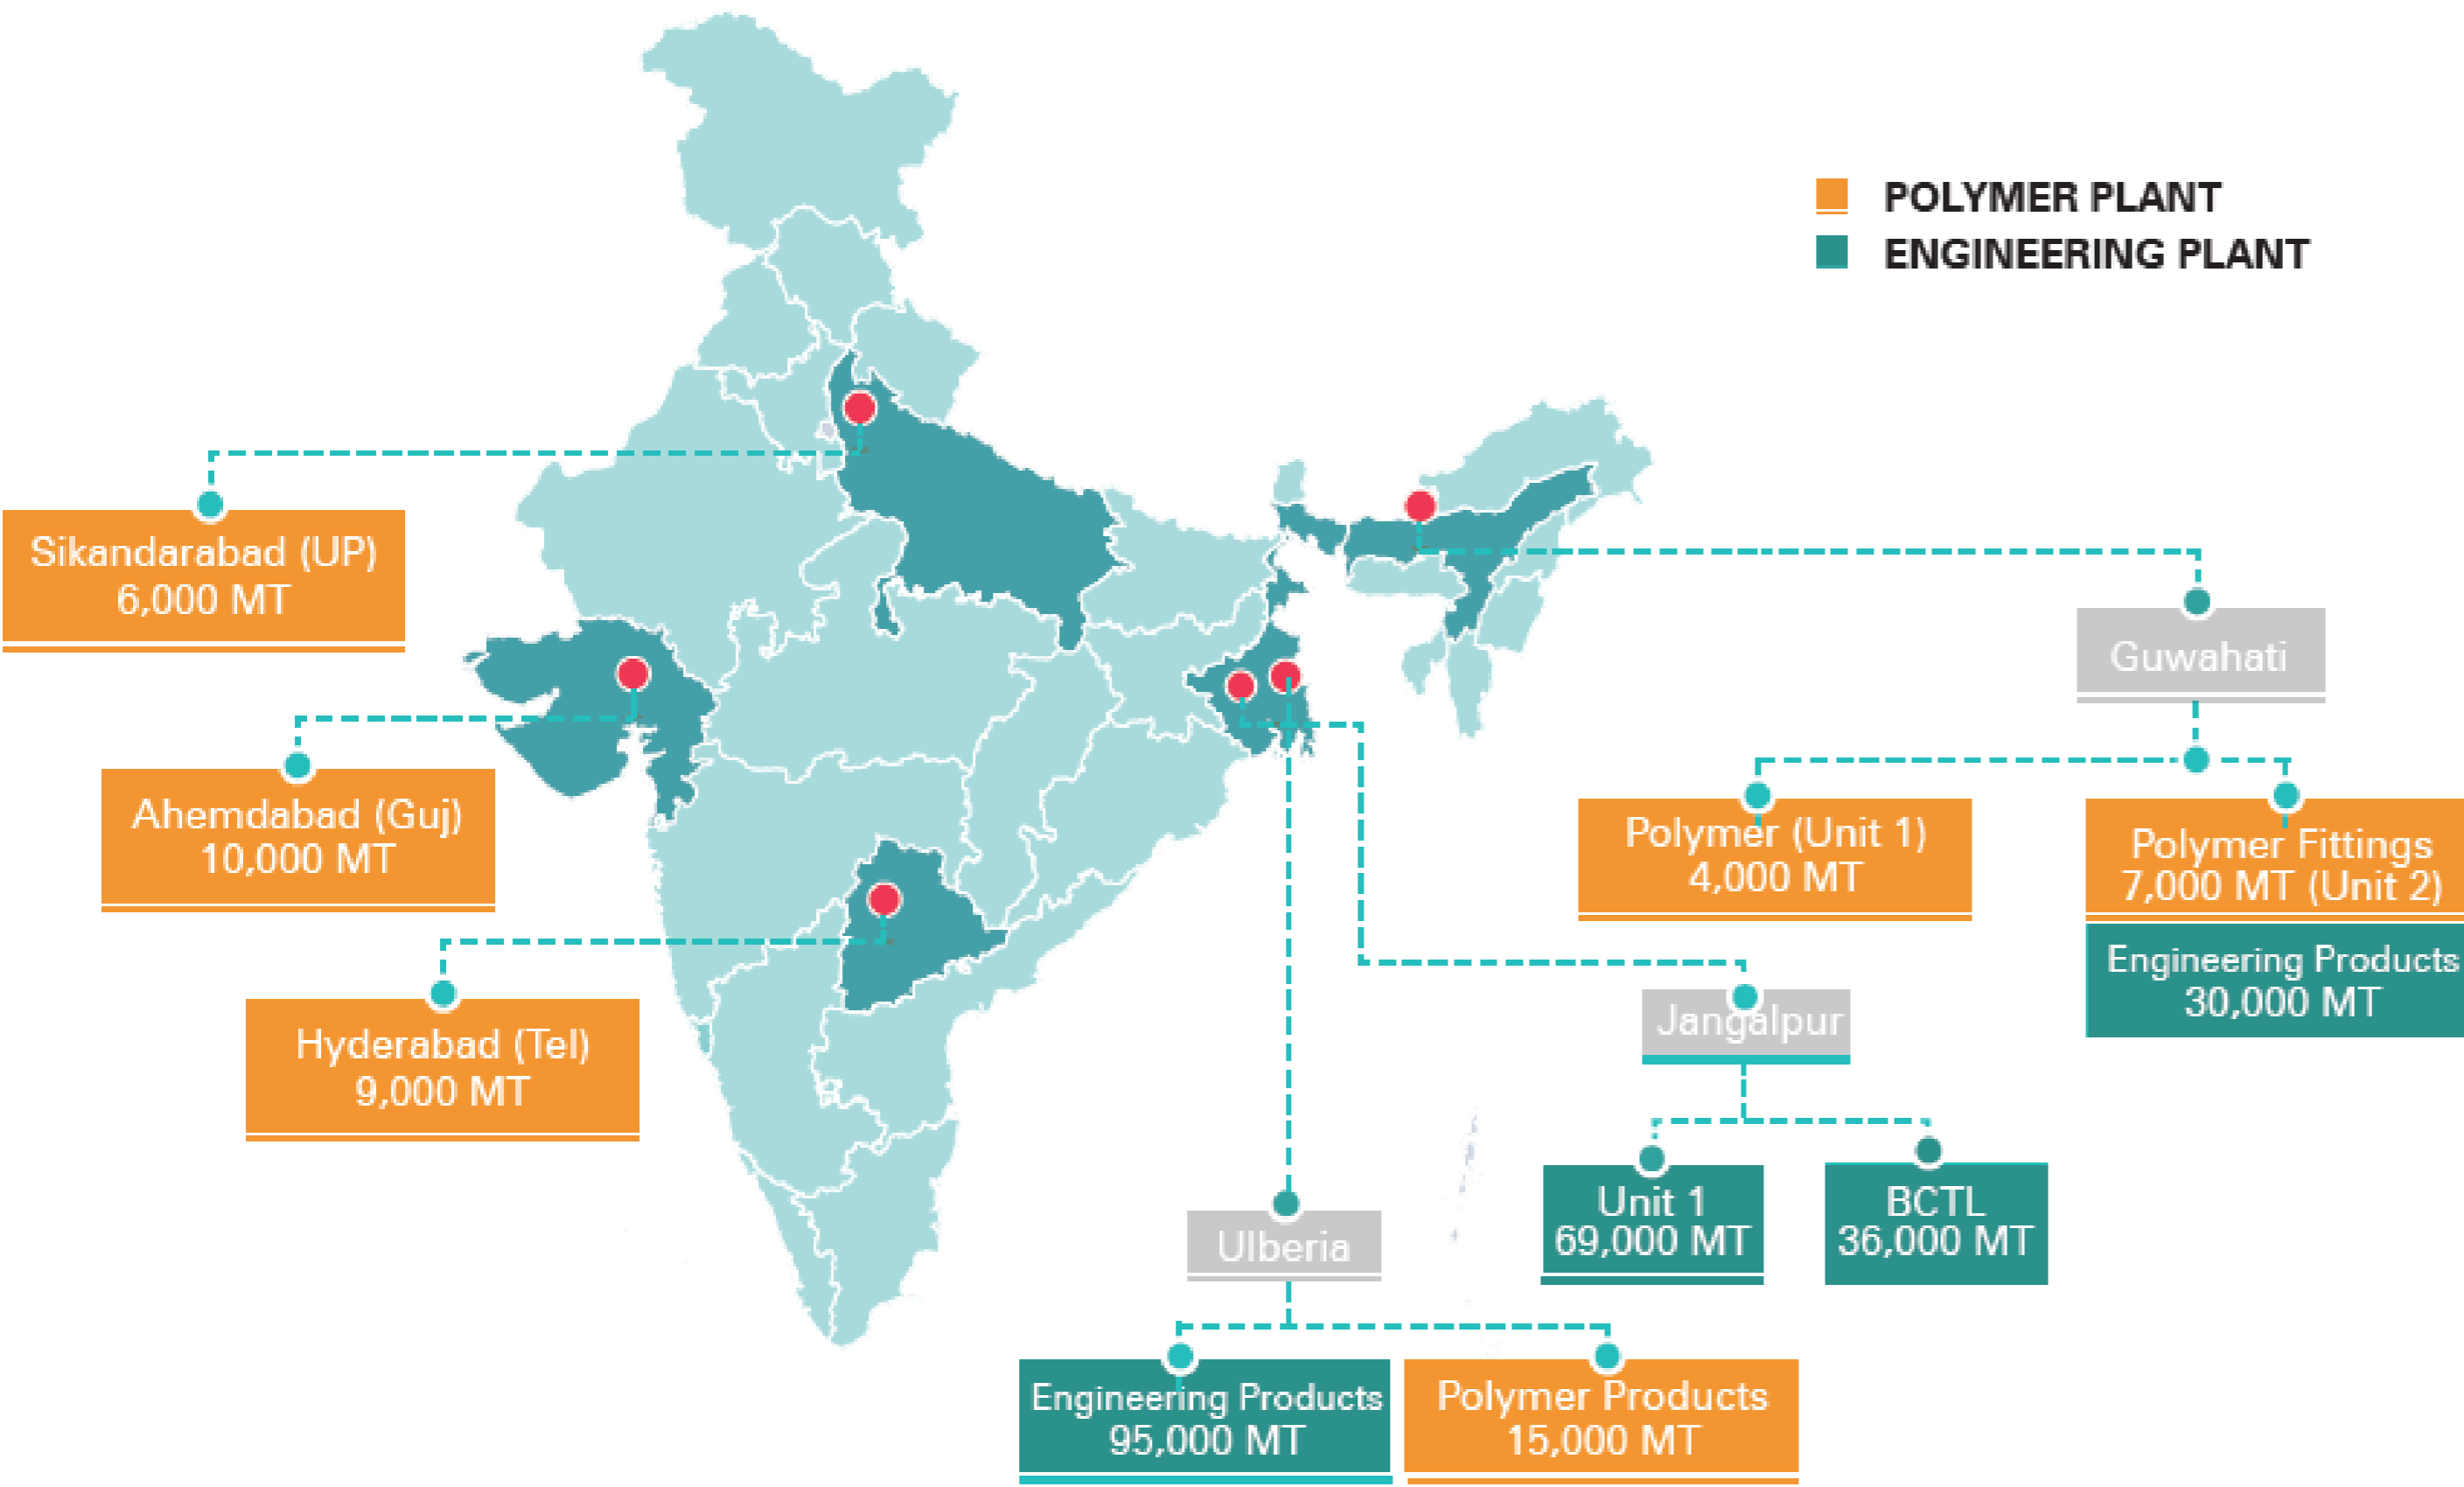 POLYMER PLANT
ENGINEERING PLANT
Sikandarabad (UP)
6,000 MT
Ahemdabad (Guj)
10,000 MT
Hyderabad (Tel)
9,000 MT
Guwahati
Polymer (Unit 1)
4,000 MT
Polymer Fittings
7,000 MT (Unit 2)
Engineering Products
30,000 MT
Jangalpur
Unit 1
69,000 MT
BCTL
36,000 MT
Ulberia
Engineering Products
95,000 MT
Polymer Products
15,000 MT